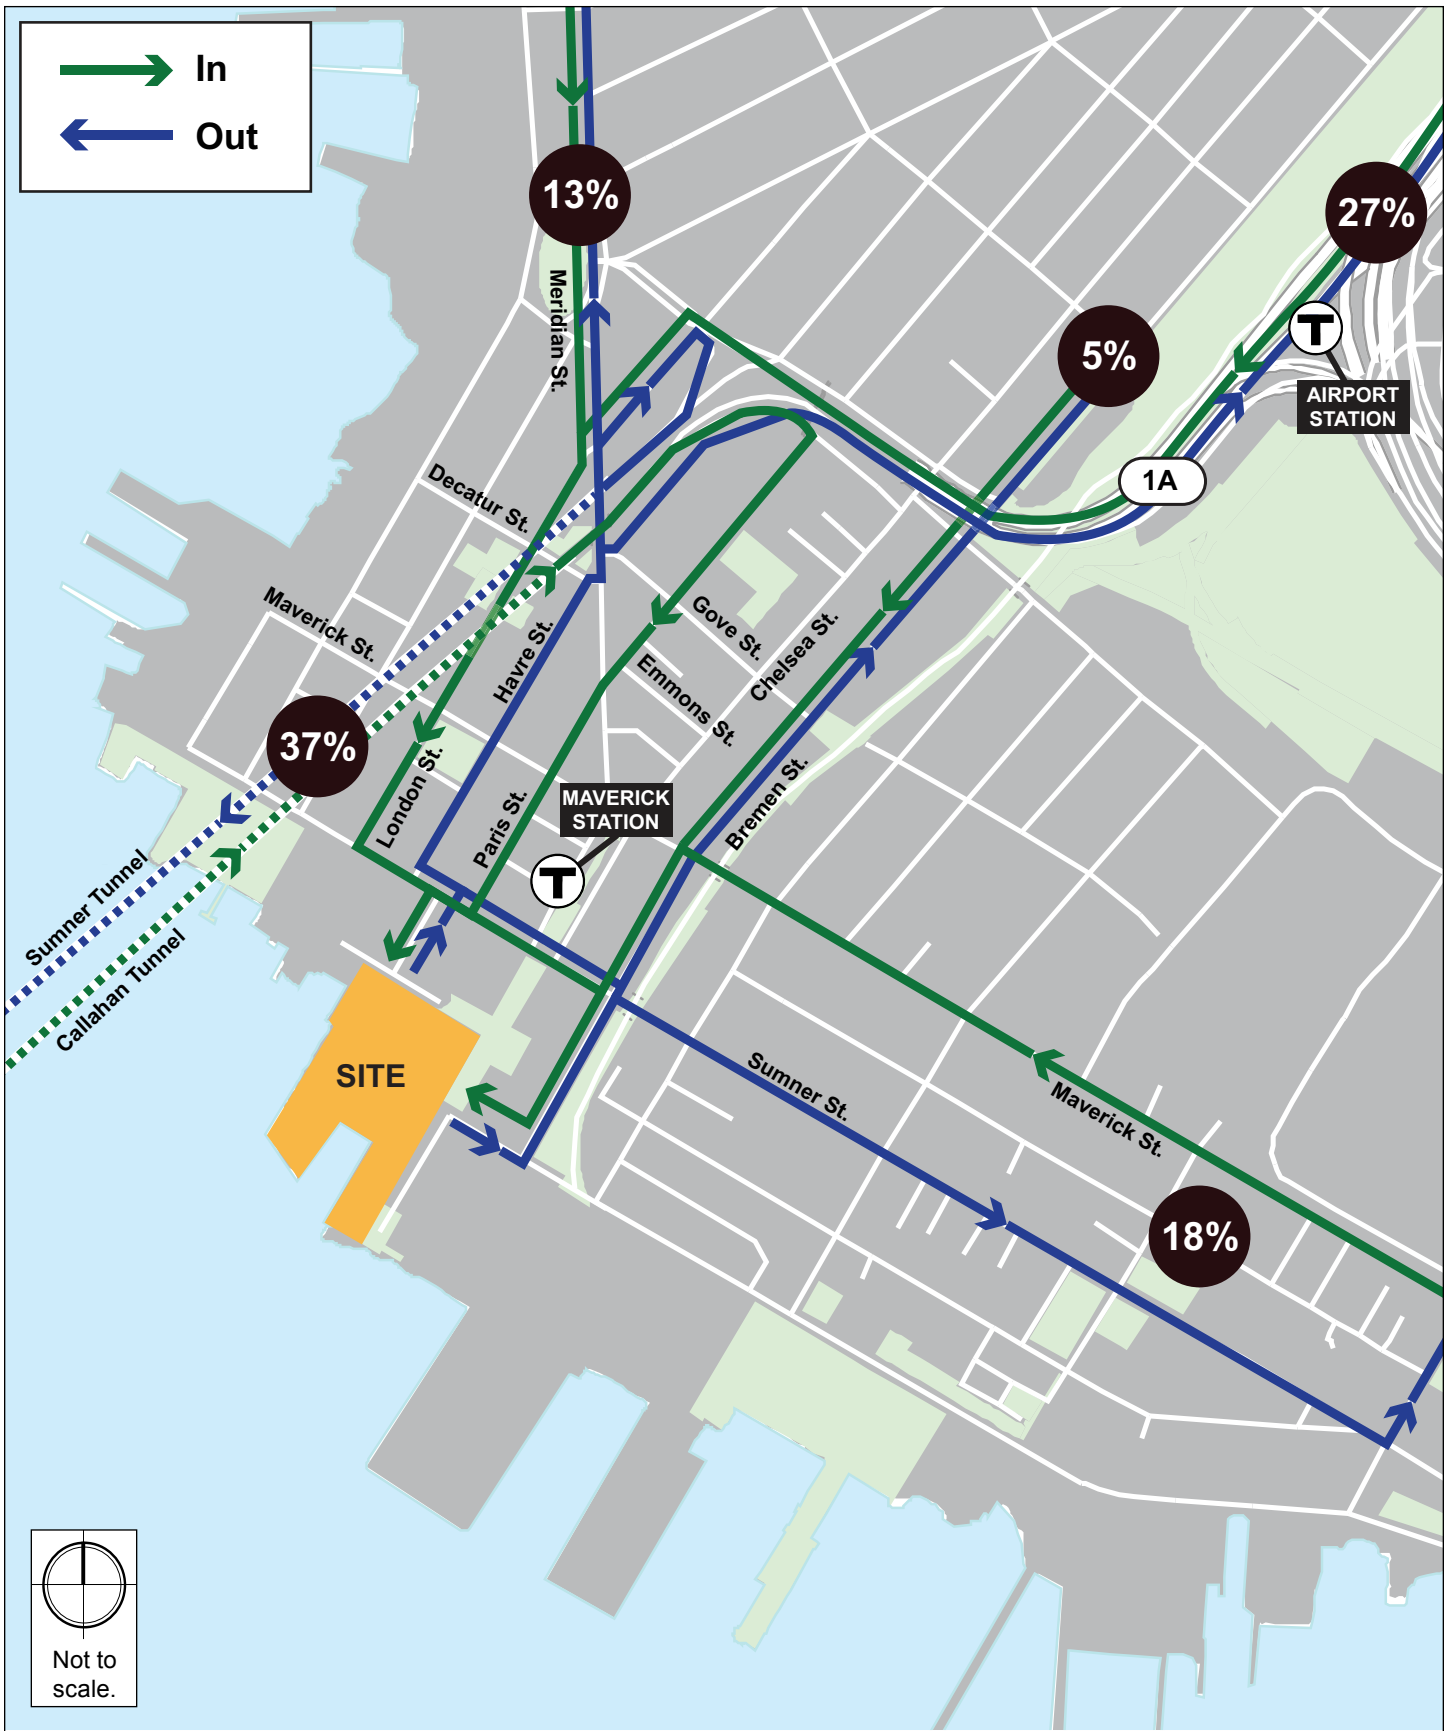 In
Out
13%
27%
Meridian St.
5%
AIRPORT
STATION
1A
Decatur St.
Maverick St.
Havre St.
Gove St.
Chelsea St.
Emmons St.
37%
London St.
Paris St.
MAVERICK
STATION
Bremen St.
Sumner Tunnel
Callahan Tunnel
T
T
SITE
Sumner St.
Maverick St.
18%
Not to
scale.